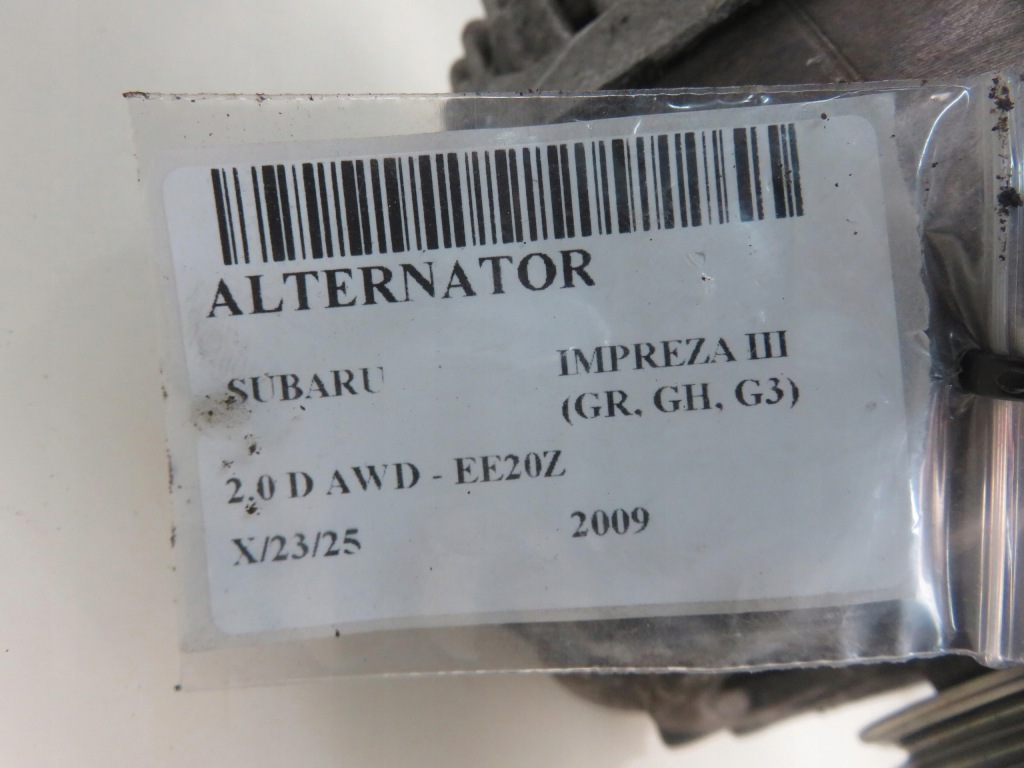 ALTERNATOR
SUBARU
IMPREZA III
(GR, GH, G3)
2.0 D AWD - EE20Z
X/23/25
2009